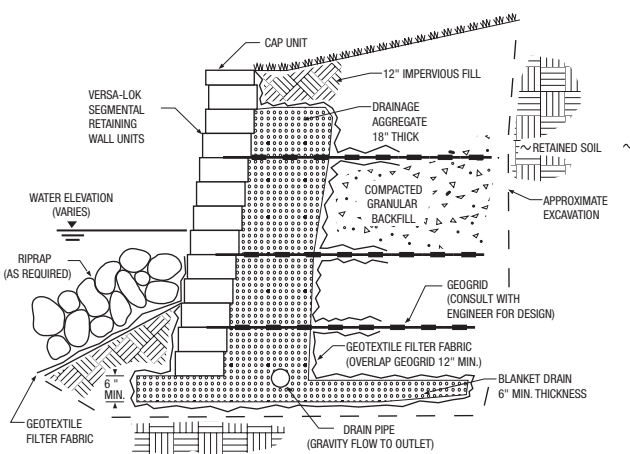 CAP UNIT
12" IMPERVIOUS FILL
VERSA-LOK
SEGMENTAL
RETAINING
WALL UNITS
DRAINAGE
AGGREGATE
18" THICK
RETAINED SOIL
COMPACTED
GRANULAR
BACKFILL
APPROXIMATE
EXCAVATION
WATER ELEVATION
(VARIES)
RIPRAP
(AS REQUIRED)
GEOGRID
(CONSULT WITH
ENGINEER FOR DESIGN)
GEOTEXTILE FILTER FABRIC
(OVERLAP GEOGRID 12" MIN.)
6 "
MIN.
BLANKET DRAIN
6" MIN. THICKNESS
GEOTEXTILE
FILTER FABRIC
DRAIN PIPE
(GRAVITY FLOW TO OUTLET)